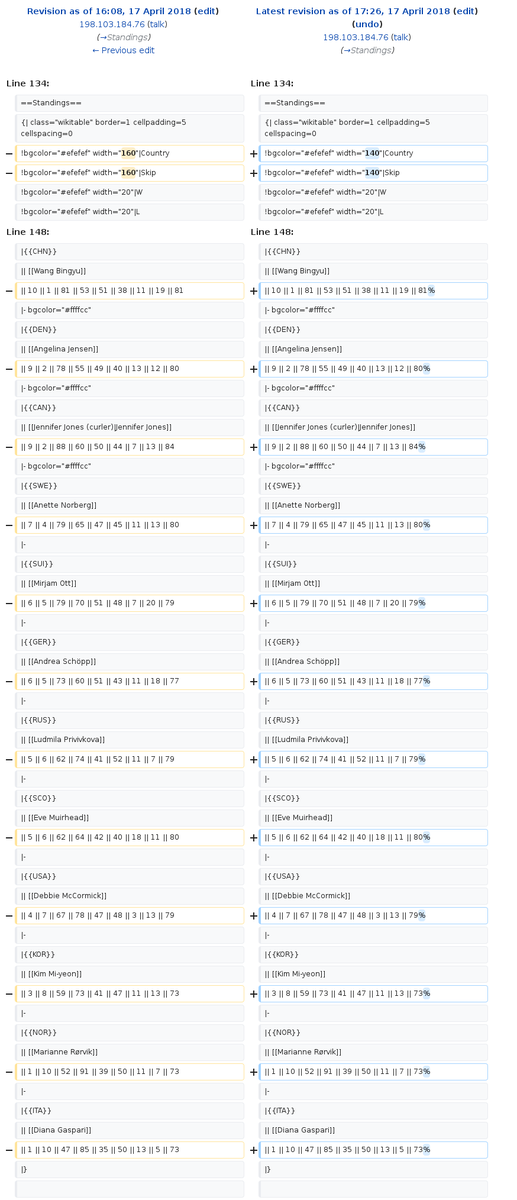 Revision as of 16:08, 17 April 2018 (edit)
198.103.184.76 (talk)
(→Standings)
← Previous edit
Line 134:
==Standings==
{| class="wikitable" border=1 cellpadding=5
cellspacing=0
− !bgcolor="#efefef" width="160"|Country
− !bgcolor="#efefef" width="160"|Skip
!bgcolor="#efefef" width="20"|W
!bgcolor="#efefef" width="20"|L
Line 148:
|{{CHN}}
|| [[Wang Bingyu]]
− || 10 || 1 || 81 || 53 || 51 || 38 || 11 || 19 || 81
|- bgcolor="#ffffcc"
|{{DEN}}
|| [[Angelina Jensen]]
− || 9 || 2 || 78 || 55 || 49 || 40 || 13 || 12 || 80
|- bgcolor="#ffffcc"
|{{CAN}}
|| [[Jennifer Jones (curler)|Jennifer Jones]]
− || 9 || 2 || 88 || 60 || 50 || 44 || 7 || 13 || 84
|- bgcolor="#ffffcc"
|{{SWE}}
|| [[Anette Norberg]]
− || 7 || 4 || 79 || 65 || 47 || 45 || 11 || 13 || 80
|-
|{{SUI}}
|| [[Mirjam Ott]]
− || 6 || 5 || 79 || 70 || 51 || 48 || 7 || 20 || 79
|-
|{{GER}}
|| [[Andrea Schöpp]]
− || 6 || 5 || 73 || 60 || 51 || 43 || 11 || 18 || 77
|-
|{{RUS}}
|| [[Ludmila Privivkova]]
− || 5 || 6 || 62 || 74 || 41 || 52 || 11 || 7 || 79
|-
|{{SCO}}
|| [[Eve Muirhead]]
− || 5 || 6 || 62 || 64 || 42 || 40 || 18 || 11 || 80
|-
|{{USA}}
|| [[Debbie McCormick]]
− || 4 || 7 || 67 || 78 || 47 || 48 || 3 || 13 || 79
|-
|{{KOR}}
|| [[Kim Mi-yeon]]
− || 3 || 8 || 59 || 73 || 41 || 47 || 11 || 13 || 73
|-
|{{NOR}}
|| [[Marianne Rørvik]]
− || 1 || 10 || 52 || 91 || 39 || 50 || 11 || 7 || 73
|-
|{{ITA}}
|| [[Diana Gaspari]]
− || 1 || 10 || 47 || 85 || 35 || 50 || 13 || 5 || 73
|}
Latest revision as of 17:26, 17 April 2018 (edit)
(undo)
198.103.184.76 (talk)
(→Standings)
Line 134:
==Standings==
{| class="wikitable" border=1 cellpadding=5
cellspacing=0
+ !bgcolor="#efefef" width="140"|Country
+ !bgcolor="#efefef" width="140"|Skip
!bgcolor="#efefef" width="20"|W
!bgcolor="#efefef" width="20"|L
Line 148:
|{{CHN}}
|| [[Wang Bingyu]]
+ || 10 || 1 || 81 || 53 || 51 || 38 || 11 || 19 || 81%
|- bgcolor="#ffffcc"
|{{DEN}}
|| [[Angelina Jensen]]
+ || 9 || 2 || 78 || 55 || 49 || 40 || 13 || 12 || 80%
|- bgcolor="#ffffcc"
|{{CAN}}
|| [[Jennifer Jones (curler)|Jennifer Jones]]
+ || 9 || 2 || 88 || 60 || 50 || 44 || 7 || 13 || 84%
|- bgcolor="#ffffcc"
|{{SWE}}
|| [[Anette Norberg]]
+ || 7 || 4 || 79 || 65 || 47 || 45 || 11 || 13 || 80%
|-
|{{SUI}}
|| [[Mirjam Ott]]
+ || 6 || 5 || 79 || 70 || 51 || 48 || 7 || 20 || 79%
|-
|{{GER}}
|| [[Andrea Schöpp]]
+ || 6 || 5 || 73 || 60 || 51 || 43 || 11 || 18 || 77%
|-
|{{RUS}}
|| [[Ludmila Privivkova]]
+ || 5 || 6 || 62 || 74 || 41 || 52 || 11 || 7 || 79%
|-
|{{SCO}}
|| [[Eve Muirhead]]
+ || 5 || 6 || 62 || 64 || 42 || 40 || 18 || 11 || 80%
|-
|{{USA}}
|| [[Debbie McCormick]]
+ || 4 || 7 || 67 || 78 || 47 || 48 || 3 || 13 || 79%
|-
|{{KOR}}
|| [[Kim Mi-yeon]]
+ || 3 || 8 || 59 || 73 || 41 || 47 || 11 || 13 || 73%
|-
|{{NOR}}
|| [[Marianne Rørvik]]
+ || 1 || 10 || 52 || 91 || 39 || 50 || 11 || 7 || 73%
|-
|{{ITA}}
|| [[Diana Gaspari]]
+ || 1 || 10 || 47 || 85 || 35 || 50 || 13 || 5 || 73%
|}